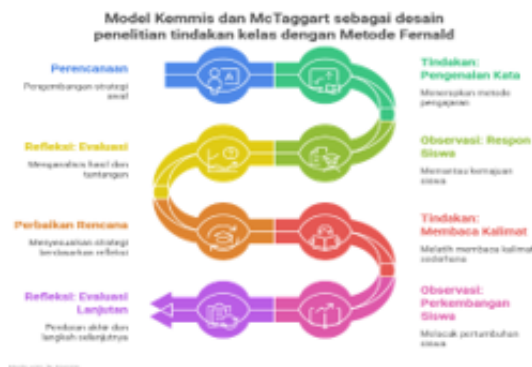 Model Kemmis dan McTaggart sebagai desain
penelitian tindakan kelas dengan Metode Fernald
Perencanaan
Pengembangan strategi
awal
Tindakan:
Pengenalan Kata
Menerapkan metode
pengajaran
Observasi: Respon
Siswa
Memantau kemajuan
siswa
Refleksi: Evaluasi
Menganalisis hasil dan
tantangan
Perbaikan Rencana
Menyesuaikan strategi
berdasarkan refleksi
Tindakan:
Membaca Kalimat
Melatih membaca kalimat
sederhana
Observasi:
Perkembangan
Siswa
Melacak pertumbuhan
siswa
Refleksi: Evaluasi
Lanjutan
Penilaian akhir dan
langkah selanjutnya